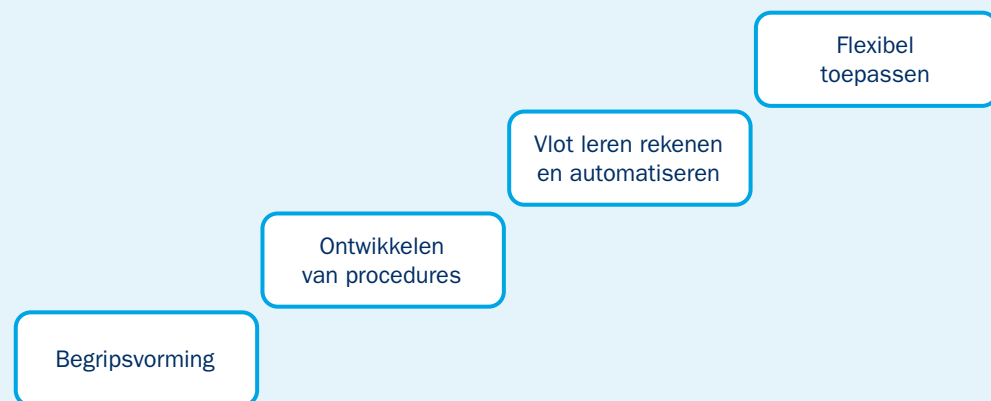 Flexibel
toepassen
Vlot leren rekenen
en automatiseren
Ontwikkelen
van procedures
Begripsvorming